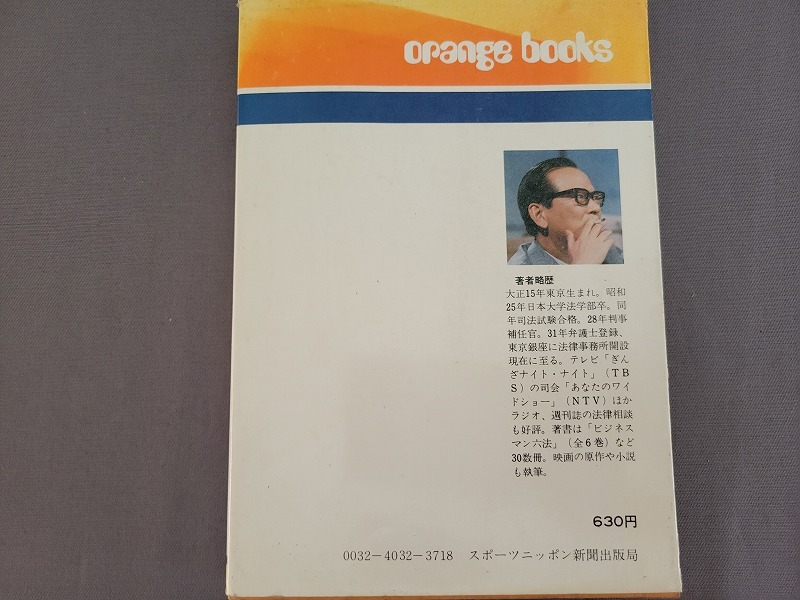 orange books
著者略歴
大正15年東京生まれ。昭和
25年日本大学法学部卒。同
年司法試験合格。28年判事
補任官。31年弁護士登録、
東京銀座に法律事務所開設
現在に至る。テレビ「ぎん
ざナイト・ナイト」（TB
S）の司会「あなたのワイ
ドショー」（NTV）ほか
ラジオ、週刊誌の法律相談
も好評。著書は「ビジネス
マン六法」（全6巻）など
30数冊。映画の原作や小説
も執筆。
630円
0032-4032-3718 スポーツニッポン新聞出版局